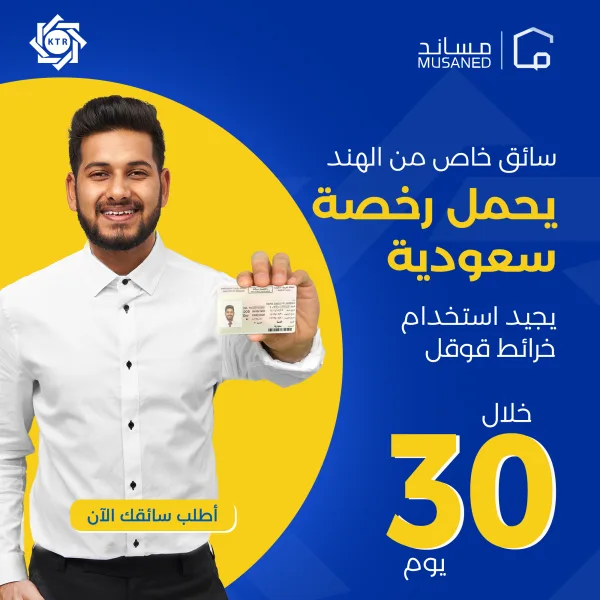 KTR
مساند
MUSANED
سائق خاص من الهند
يحمل رخصة
سعودية
يجيد استخدام
خرائط قوقل
خلال
30
يوم
أطلب سائقك الآن